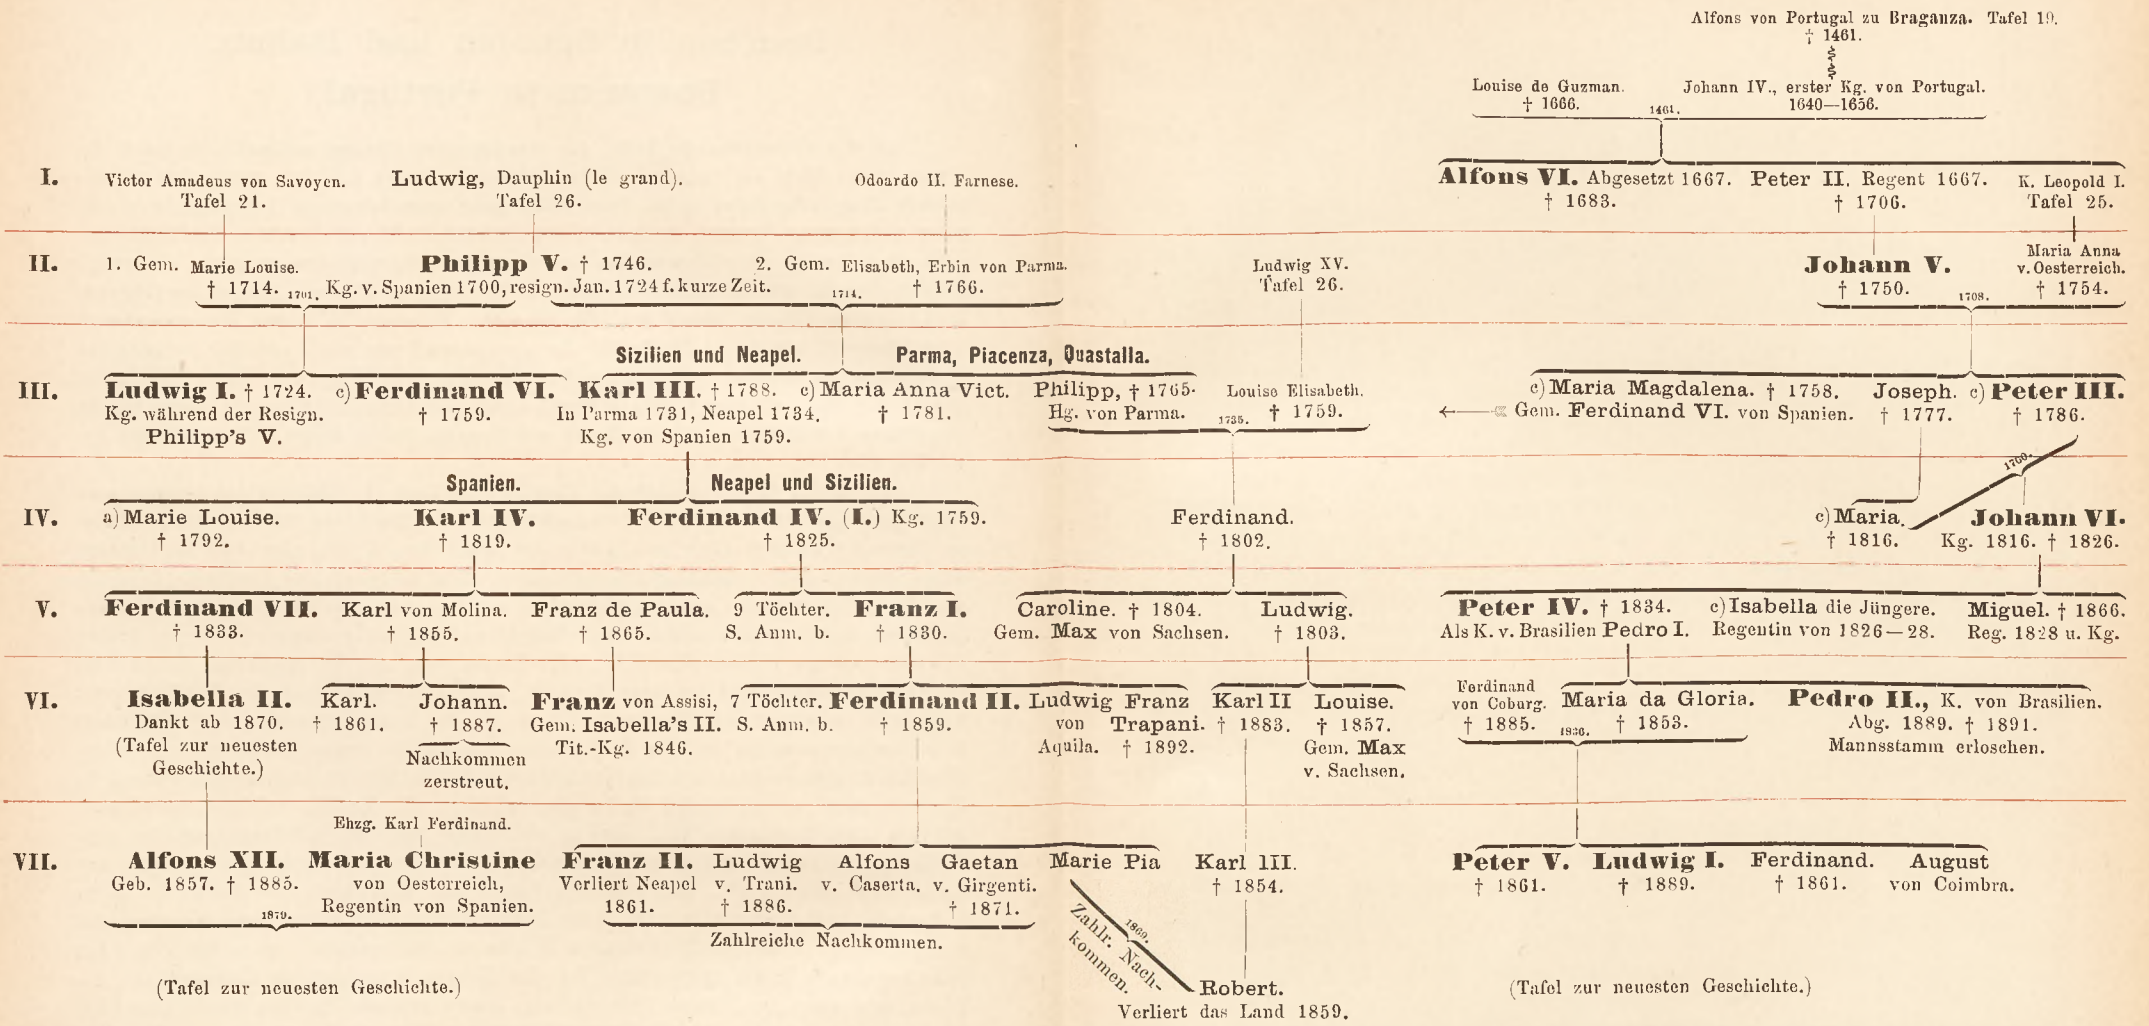 Alfons von Portugal zu Braganza. Tafel 19.
† 1461.
Louise de Guzman. Johann IV., erster Kg. von Portugal.
† 1666. 1461. 1640—1656.
I. Victor Amadeus von Savoyen. Ludwig, Dauphin (le grand). Odoardo II. Farnese. Alfons VI. Abgesetzt 1667. Peter II. Regent 1667. K. Leopold I.
Tafel 21. Tafel 26. † 1683. † 1706. Tafel 25.
II. 1. Gem. Marie Louise. Philipp V. † 1746. 2. Gem. Elisabeth, Erbin von Parma. Ludwig XV. Johann V. Maria Anna
v. Oesterreich.
† 1714. 1701. Kg. v. Spanien 1700, resign. Jan. 1724 f. kurze Zeit. 1714. † 1766. Tafel 26. † 1750. 1708. † 1754.
Sizilien und Neapel. Parma, Piacenza, Quastalla.
III. Ludwig I. † 1724. c) Ferdinand VI. Karl III. † 1788. c) Maria Anna Vict. Philipp, † 1765. Louise Elisabeth. c) Maria Magdalena. † 1758. Joseph. c) Peter III.
Kg. während der Resign. † 1759. In Parma 1731, Neapel 1734, † 1781. Hg. von Parma. 1738. † 1759. Gem. Ferdinand VI. von Spanien. † 1777. † 1786.
Philipp's V. Kg. von Spanien 1759.
1760.
Spanien. Neapel und Sizilien.
IV. a) Marie Louise. Karl IV. Ferdinand IV. (I.) Kg. 1759. Ferdinand. c) Maria. Johann VI.
† 1792. † 1819. † 1825. † 1802. † 1816. Kg. 1816. † 1826.
V. Ferdinand VII. Karl von Molina. Franz de Paula. 9 Töchter. Franz I. Caroline. † 1804. Ludwig. Peter IV. † 1834. c) Isabella die Jüngere. Miguel. † 1866.
† 1833. † 1855. † 1865. S. Anm. b. † 1830. Gem. Max von Sachsen. † 1803. Als K. v. Brasilien Pedro I. Regentin von 1826—28. Reg. 1828 u. Kg.
VI. Isabella II. Karl. Johann. Franz von Assisi, 7 Töchter. Ferdinand II. Ludwig Franz Karl II Louise. Ferdinand
von Coburg. Maria da Gloria. Pedro II., K. von Brasilien.
Dankt ab 1870. † 1861. † 1887. Gem. Isabella's II. S. Anm. b. † 1859. von Trapani. † 1883. † 1857. † 1885. 1836. † 1853. Abg. 1889. † 1891.
(Tafel zur neuesten Nachkommen Tit.-Kg. 1846. Aquila. † 1892. Gem. Max Mannsstamm erloschen.
Geschichte.) zerstreut. v. Sachsen.
Ehzg. Karl Ferdinand.
VII. Alfons XII. Maria Christine Franz II. Ludwig Alfons Gaetan Marie Pia Karl III. Peter V. Ludwig I. Ferdinand. August
Geb. 1857. † 1885. von Oesterreich, Verliert Neapel v. Trani. v. Caserta. v. Girgenti. † 1854. † 1861. † 1889. † 1861. von Coimbra.
1879. Regentin von Spanien. 1861. † 1886. † 1871.
Zahlreiche Nachkommen.
1869.
Zahlr. Nach-
kommen.
(Tafel zur neuesten Geschichte.) Robert. (Tafel zur neuesten Geschichte.)
Verliert das Land 1859.